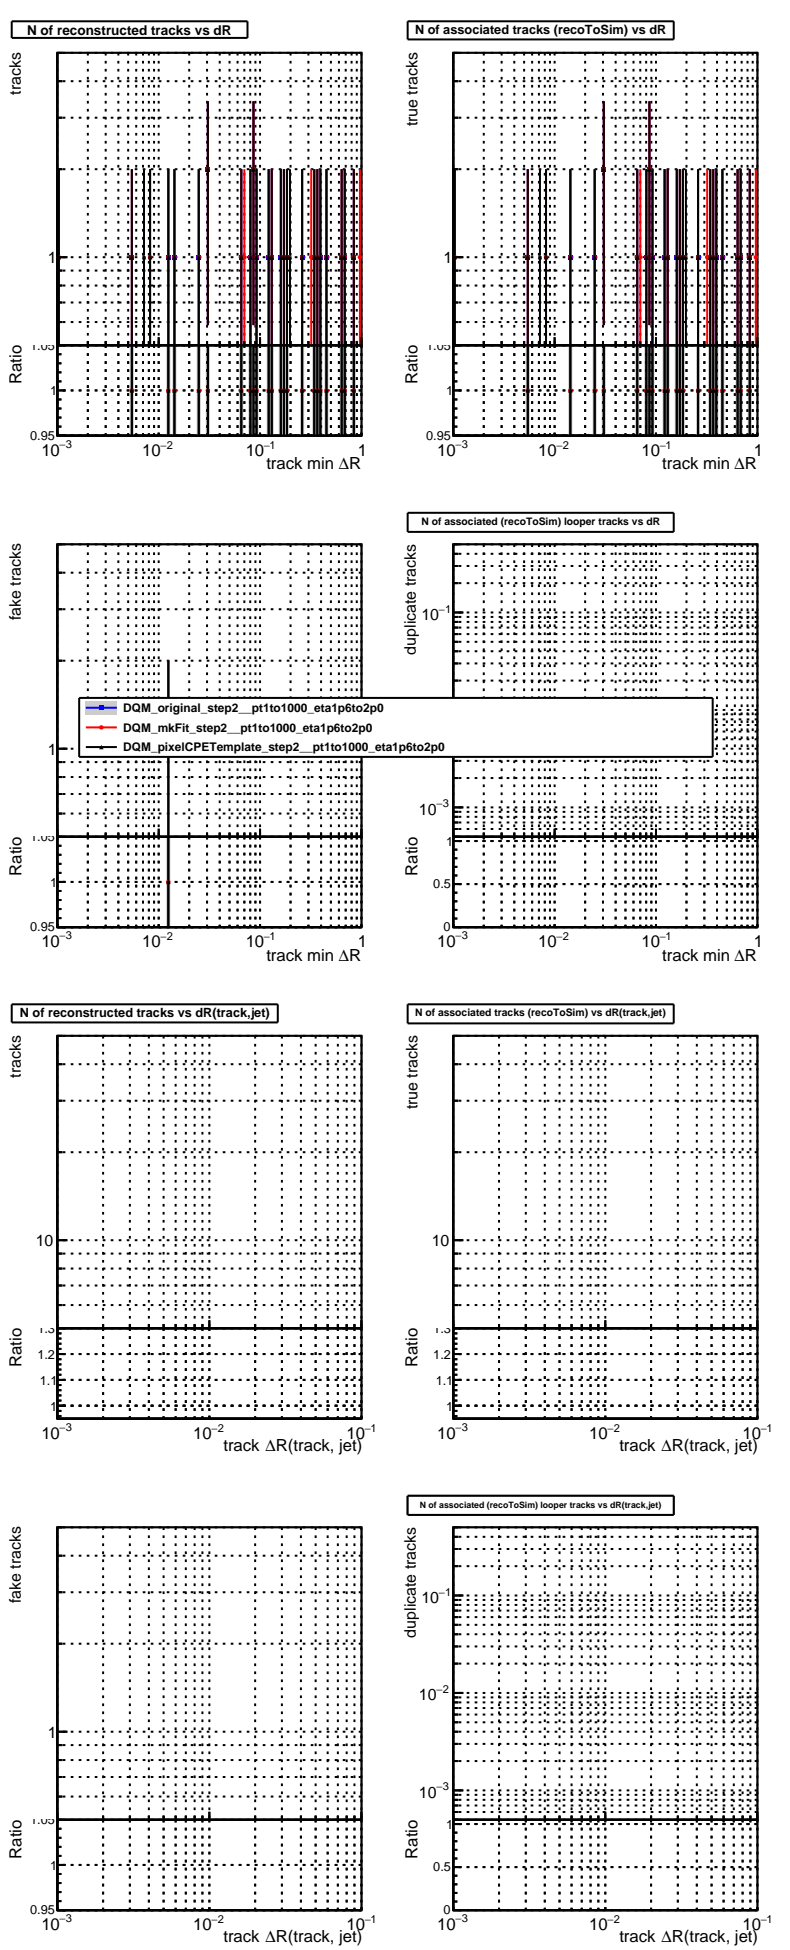 N of reconstructed tracks vs dR
tracks
1
1.05
Ratio
1
0.95
10−3 10−2 10−1 1
track min ΔR
N of associated tracks (recoToSim) vs dR
true tracks
1
1.05
Ratio
1
0.95
10−3 10−2 10−1 1
track min ΔR
fake tracks
1
1.05
Ratio
1
0.95
10−3 10−2 10−1 1
track min ΔR
N of associated (recoToSim) looper tracks vs dR
duplicate tracks
10−1
10−3
Ratio
1
0.5
0
10−3 10−2 10−1 1
track min ΔR
DQM_original_step2__pt1to1000_eta1p6to2p0
DQM_mkFit_step2__pt1to1000_eta1p6to2p0
DQM_pixelCPETemplate_step2__pt1to1000_eta1p6to2p0
N of reconstructed tracks vs dR(track,jet)
tracks
10
1.3
Ratio
1.2
1.1
1
10−3 10−2 10−1
track ΔR(track, jet)
N of associated tracks (recoToSim) vs dR(track,jet)
true tracks
10
1.3
Ratio
1.2
1.1
1
10−3 10−2 10−1
track ΔR(track, jet)
fake tracks
1
1.05
Ratio
1
0.95
10−3 10−2 10−1
track ΔR(track, jet)
N of associated (recoToSim) looper tracks vs dR(track,jet)
duplicate tracks
10−1
10−2
10−3
Ratio
1
0.5
0
10−3 10−2 10−1
track ΔR(track, jet)